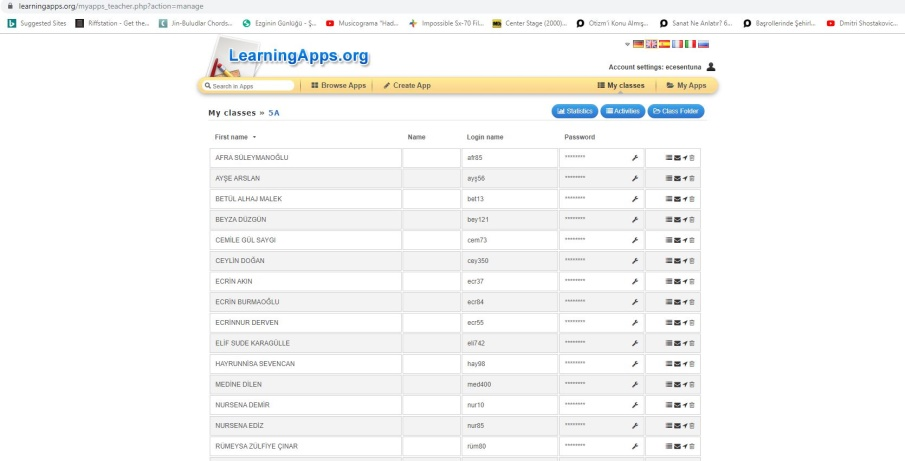 learningapps.org/myapps_teacher.php?action=manage
Suggested Sites Riffstation - Get the... Jin-Buludlar Chords... Ezginin Günlüğü - Ş... Musicograma "Had... Impossible Sx-70 Fil... Center Stage (2000)... Otizm'i Konu Almış... Sanat Ne Anlatır? 6... Başrollerinde Şehirl... Dmitri Shostakovic...
LearningApps.org
Account settings: ecesentuna
Search in Apps Browse Apps Create App My classes My Apps
My classes » 5A Statistics Activities Class Folder
First name Name Login name Password
AFRA SÜLEYMANOĞLU afr85 ********
AYŞE ARSLAN ayş56 ********
BETÜL ALHAJ MALEK bet13 ********
BEYZA DÜZGÜN bey121 ********
CEMİLE GÜL SAYGI cem73 ********
CEYLİN DOĞAN cey350 ********
ECRİN AKIN ecr37 ********
ECRİN BURMAOĞLU ecr84 ********
ECRİNNUR DERVEN ecr55 ********
ELİF SUDE KARAGÜLLE eli742 ********
HAYRUNNİSA SEVENCAN hay98 ********
MEDİNE DİLEN med400 ********
NURSENA DEMİR nur10 ********
NURSENA EDİZ nur85 ********
RÜMEYSA ZÜLFİYE ÇINAR rüm80 ********